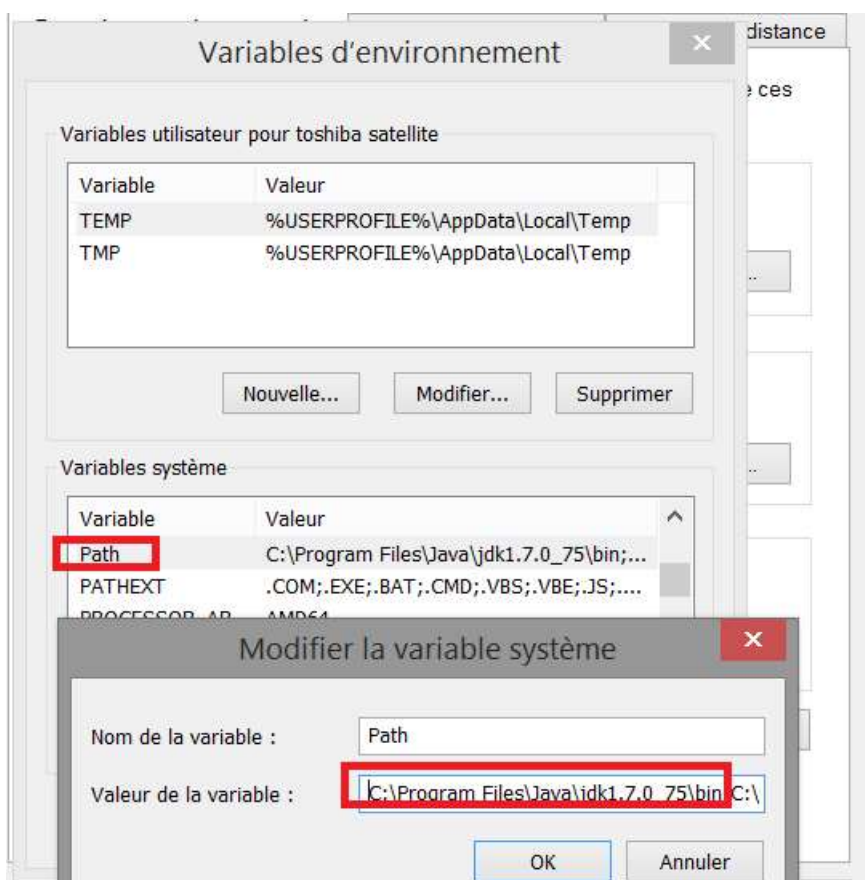 distance
Variables d'environnement
e ces
Variables utilisateur pour toshiba satellite
Variable Valeur
TEMP %USERPROFILE%\AppData\Local\Temp
TMP %USERPROFILE%\AppData\Local\Temp
..
Nouvelle... Modifier... Supprimer
Variables système
..
Variable Valeur
Path C:\Program Files\Java\jdk1.7.0_75\bin;...
PATHEXT .COM;.EXE;.BAT;.CMD;.VBS;.VBE;.JS;....
PROCESSOR_AR... AMD64
Modifier la variable système
Nom de la variable : Path
Valeur de la variable : C:\Program Files\Java\jdk1.7.0_75\bin;C:\
OK Annuler